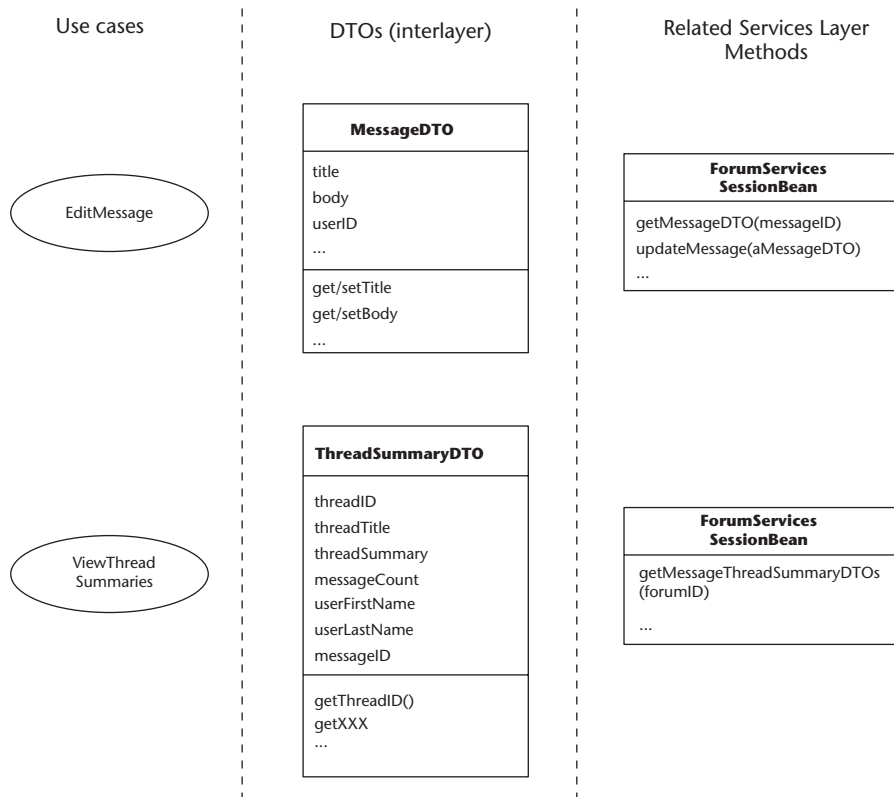 Use cases
DTOs (interlayer)
Related Services Layer
Methods
EditMessage
MessageDTO
title
body
userID
...
get/setTitle
get/setBody
...
ForumServices
SessionBean
getMessageDTO(messageID)
updateMessage(aMessageDTO)
...
ViewThread
Summaries
ThreadSummaryDTO
threadID
threadTitle
threadSummary
messageCount
userFirstName
userLastName
messageID
getThreadID()
getXXX
...
ForumServices
SessionBean
getMessageThreadSummaryDTOs
(forumID)
...